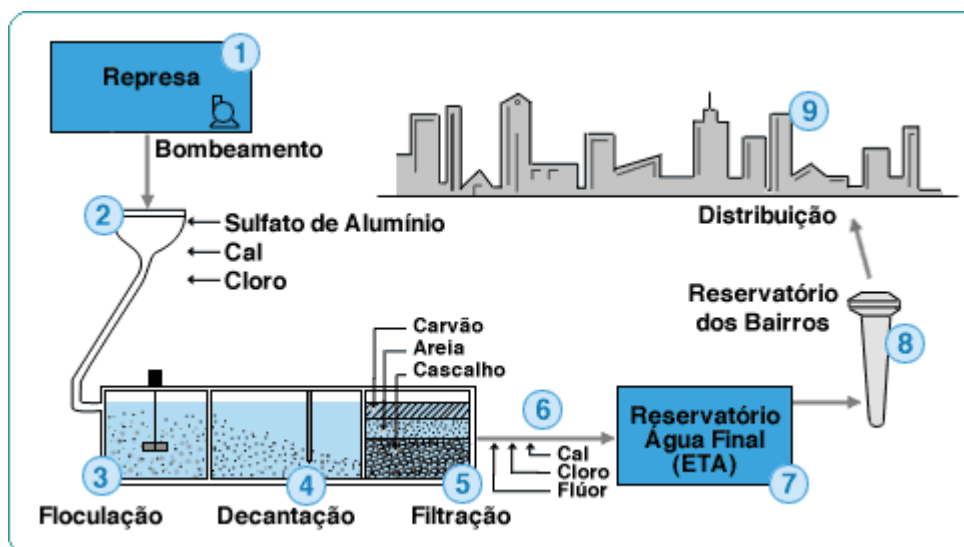 1
Represa
Bombeamento
2
Sulfato de Alumínio
Cal
Cloro
3
Floculação
4
Decantação
Carvão
Areia
Cascalho
5
Filtração
6
Cal
Cloro
Flúor
Reservatório
Água Final
(ETA)
7
Reservatório
dos Bairros
8
Distribuição
9